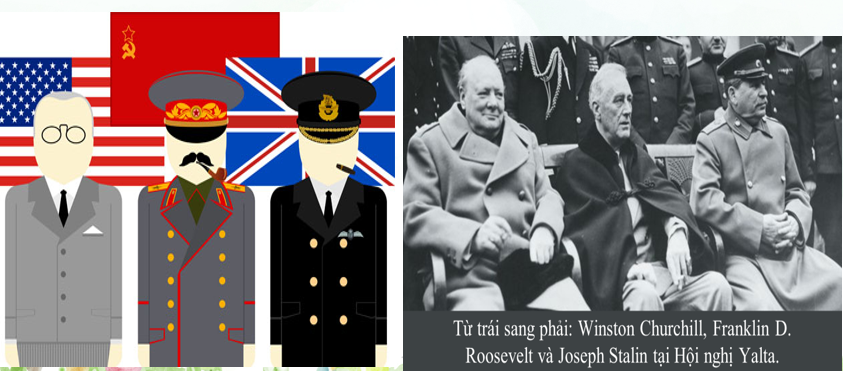 Từ trái sang phải: Winston Churchill, Franklin D.
Roosevelt và Joseph Stalin tại Hội nghị Yalta.